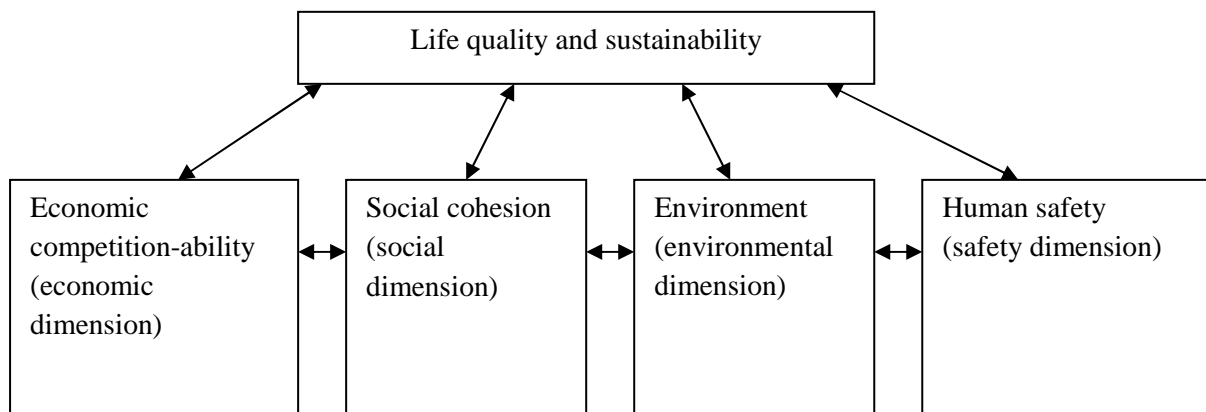 Life quality and sustainability
Economic
competition-ability
(economic
dimension)
Social cohesion
(social
dimension)
Environment
(environmental
dimension)
Human safety
(safety dimension)